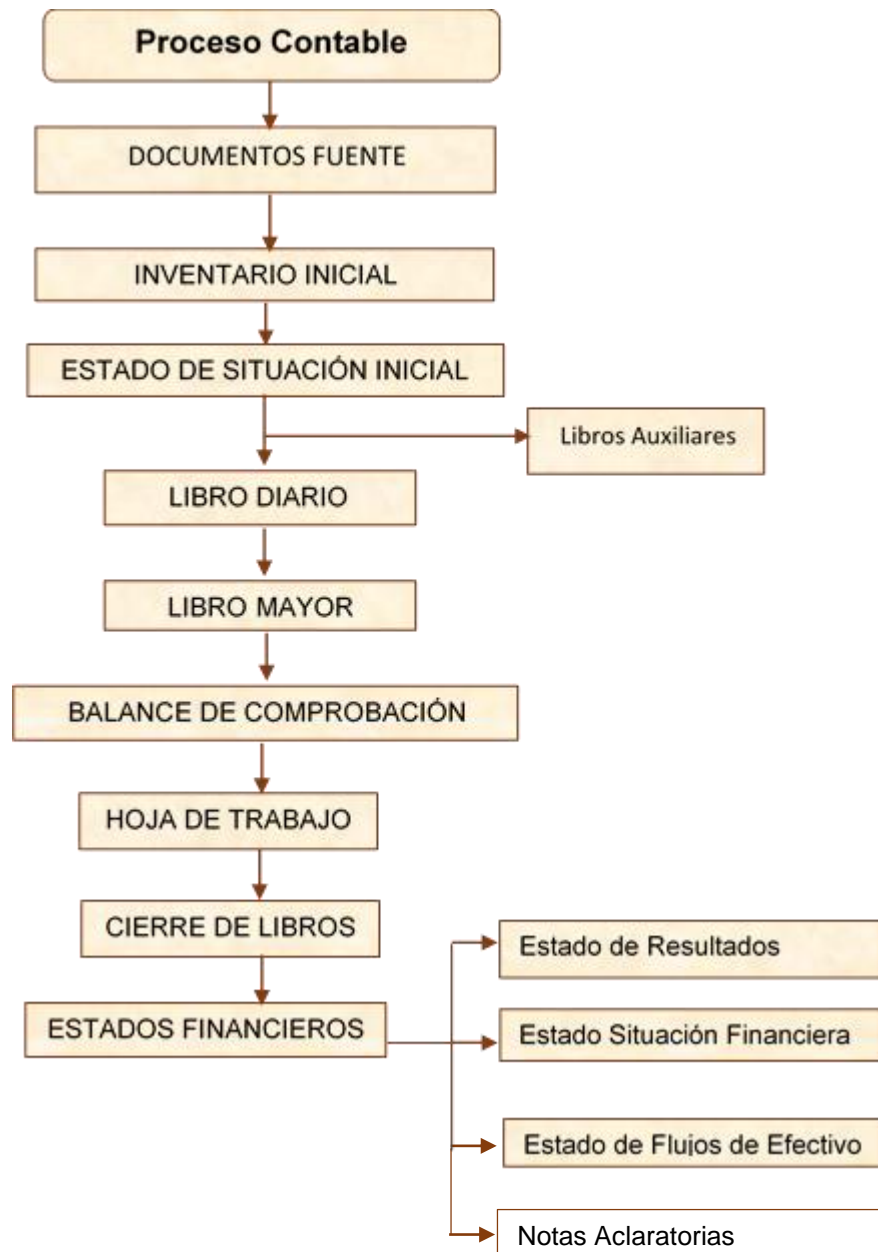 Proceso Contable
DOCUMENTOS FUENTE
INVENTARIO INICIAL
ESTADO DE SITUACIÓN INICIAL
Libros Auxiliares
LIBRO DIARIO
LIBRO MAYOR
BALANCE DE COMPROBACIÓN
HOJA DE TRABAJO
CIERRE DE LIBROS
Estado de Resultados
ESTADOS FINANCIEROS
Estado Situación Financiera
Estado de Flujos de Efectivo
Notas Aclaratorias